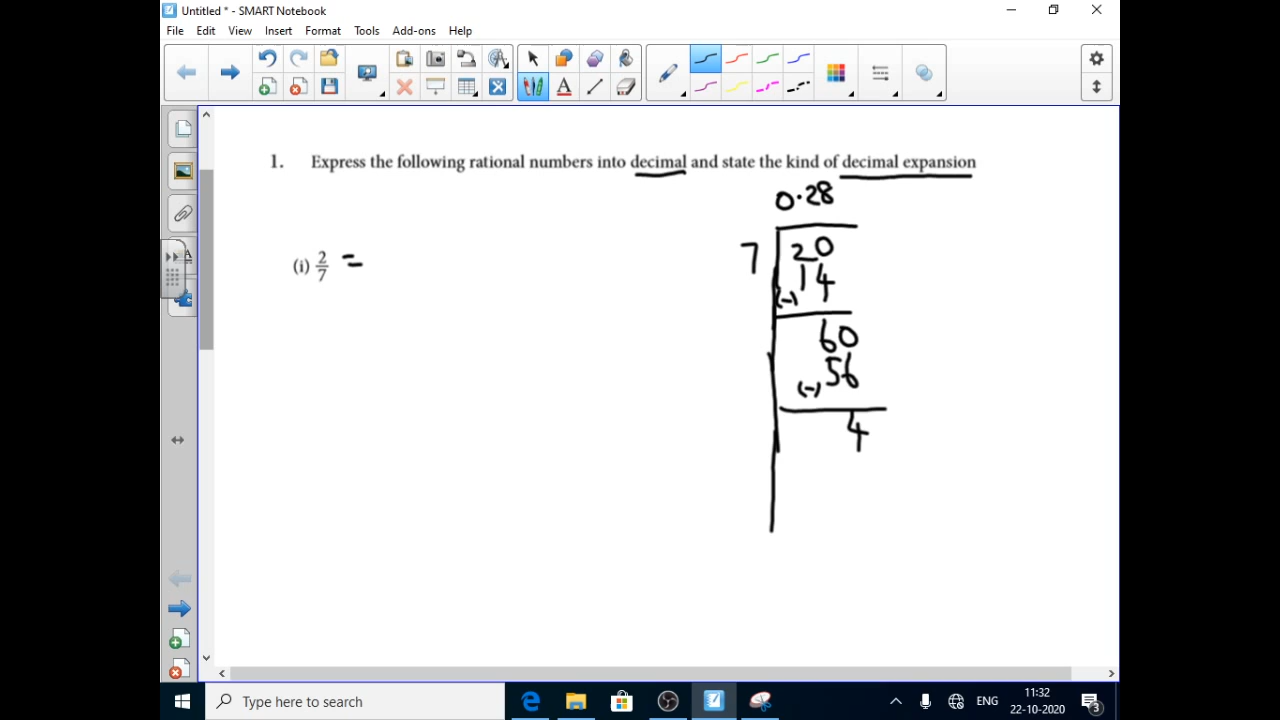 Untitled * - SMART Notebook
File Edit View Insert Format Tools Add-ons Help
1. Express the following rational numbers into decimal and state the kind of decimal expansion
0.28
(i) 2/7 =
7 20
14
(-)
60
56
(-)
4
Type here to search
ENG
11:32
22-10-2020
3